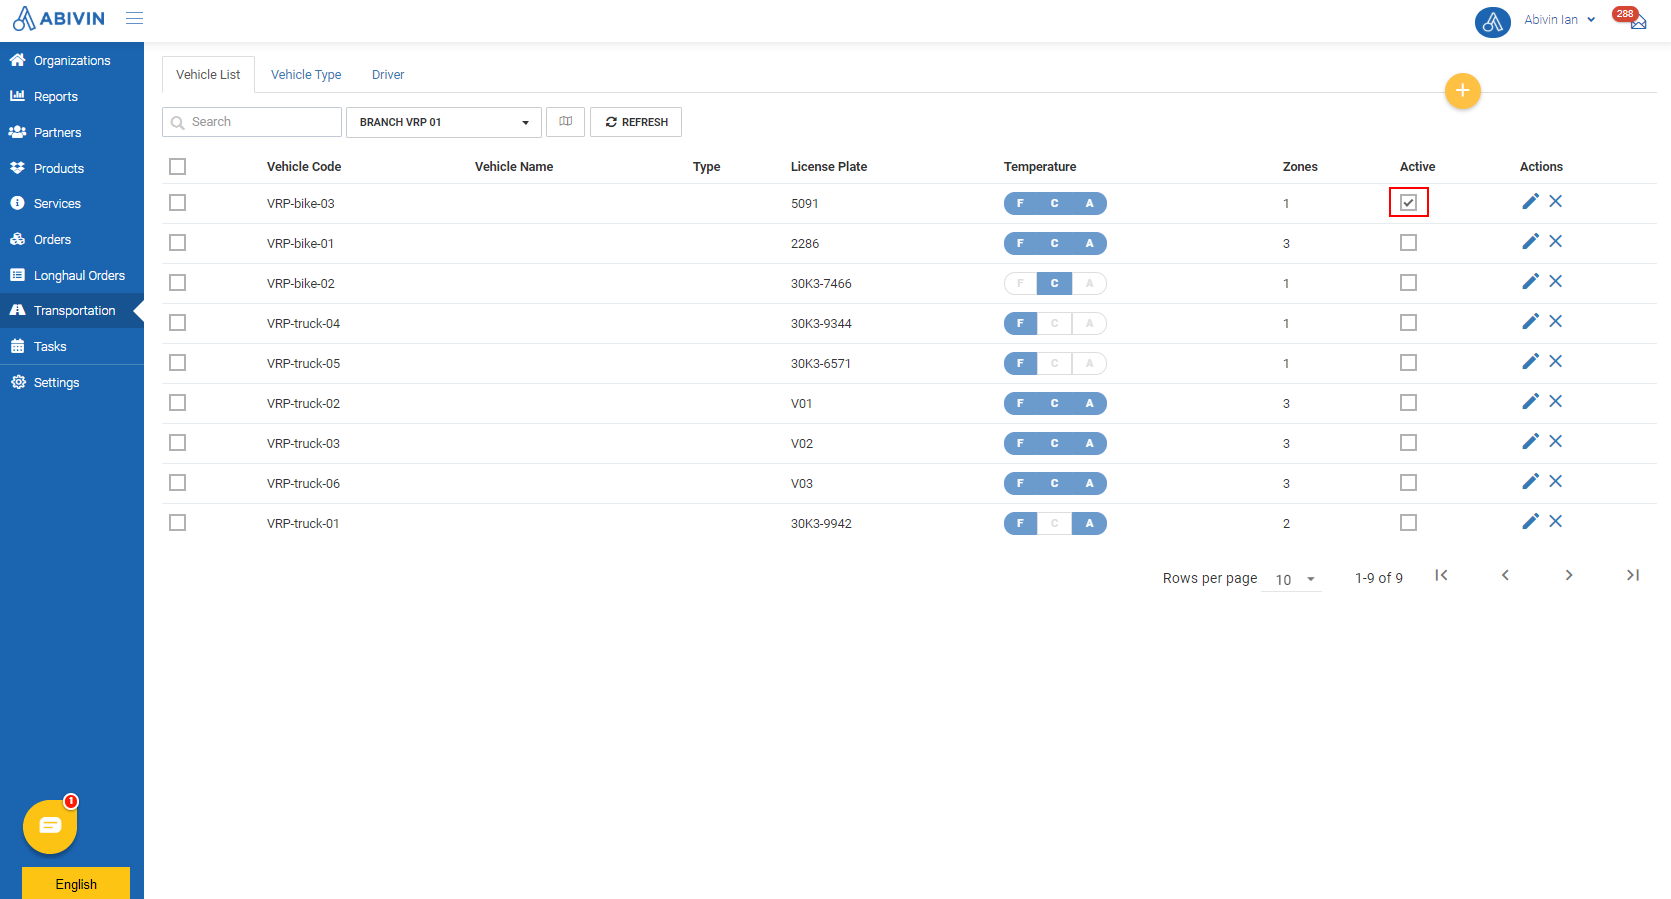 ABIVIN
Abivin Ian
288
Organizations
Reports
Partners
Products
Services
Orders
Longhaul Orders
Transportation
Tasks
Settings
1
English
Vehicle List Vehicle Type Driver
+
Search BRANCH VRP 01 REFRESH
Vehicle Code Vehicle Name Type License Plate Temperature Zones Active Actions
VRP-bike-03 5091 F C A 1
VRP-bike-01 2286 F C A 3
VRP-bike-02 30K3-7466 F C A 1
VRP-truck-04 30K3-9344 F C A 1
VRP-truck-05 30K3-6571 F C A 1
VRP-truck-02 V01 F C A 3
VRP-truck-03 V02 F C A 3
VRP-truck-06 V03 F C A 3
VRP-truck-01 30K3-9942 F C A 2
Rows per page 10 1-9 of 9